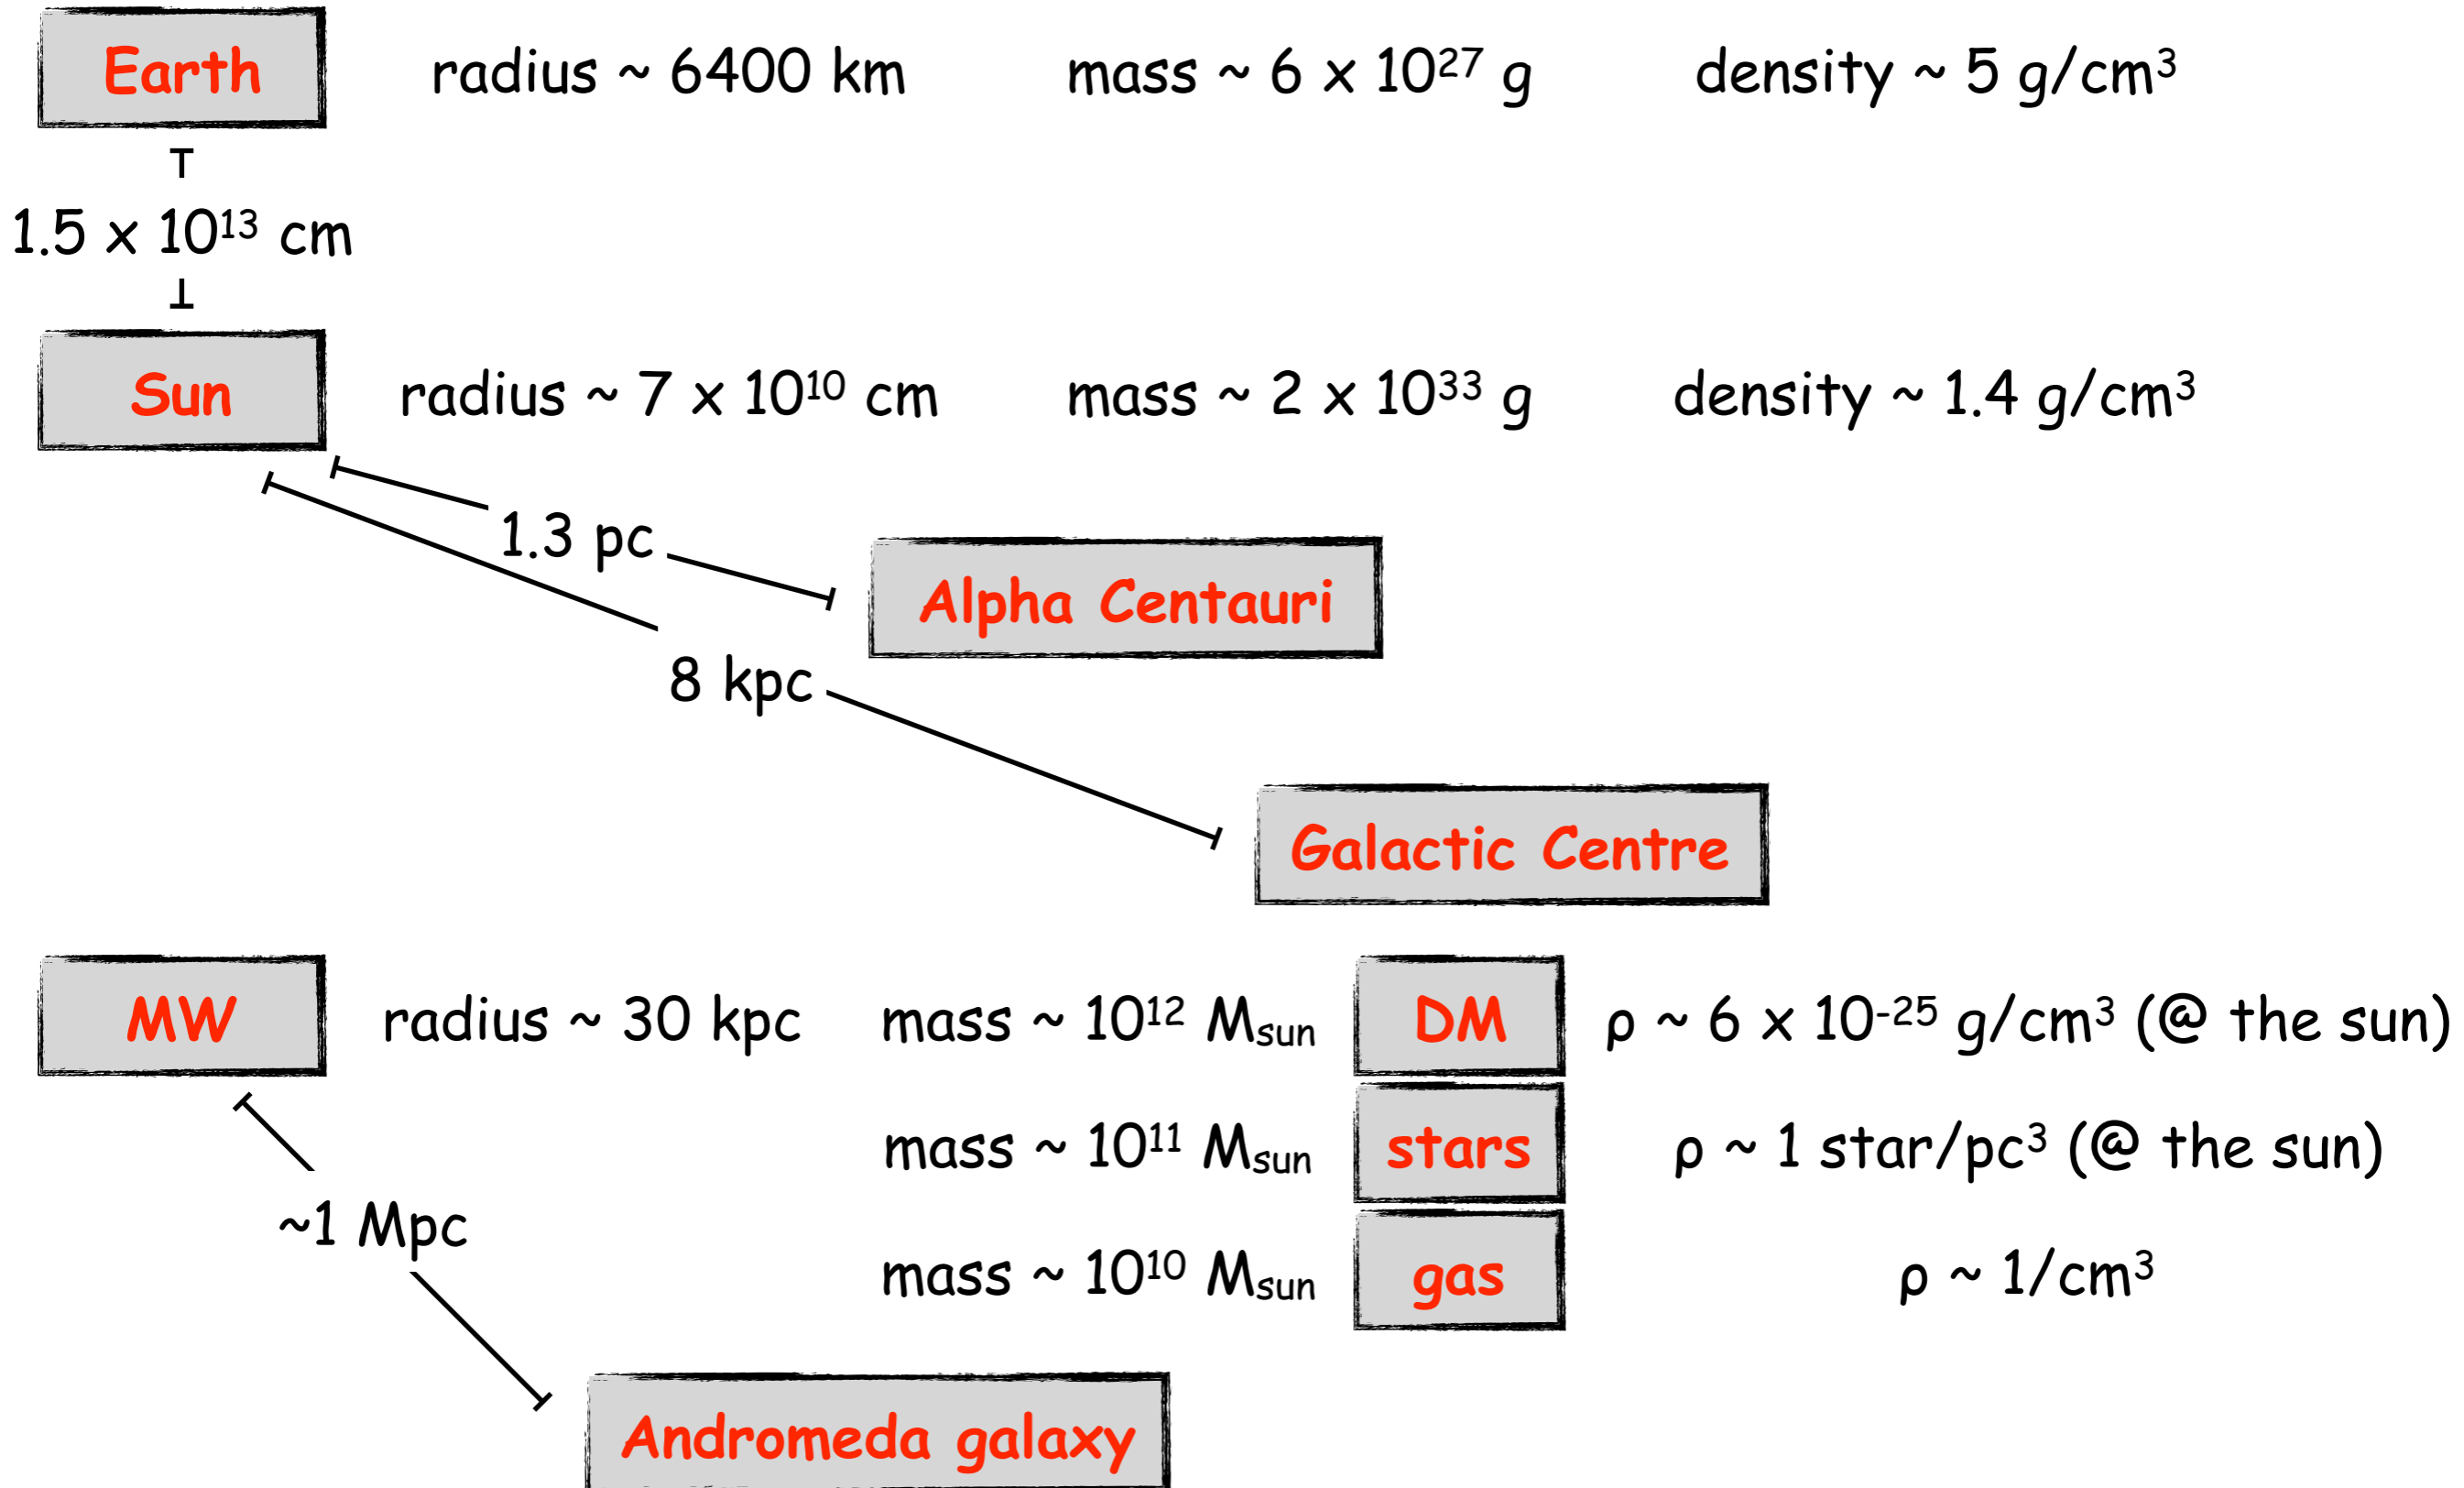 Earth radius ~ 6400 km mass ~ 6 x 10²⁷ g density ~ 5 g/cm³
1.5 x 10¹³ cm
Sun radius ~ 7 x 10¹⁰ cm mass ~ 2 x 10³³ g density ~ 1.4 g/cm³
1.3 pc
Alpha Centauri
8 kpc
Galactic Centre
MW radius ~ 30 kpc mass ~ 10¹² Msun DM ρ ~ 6 x 10⁻²⁵ g/cm³ (@ the sun)
mass ~ 10¹¹ Msun stars ρ ~ 1 star/pc³ (@ the sun)
~1 Mpc
mass ~ 10¹⁰ Msun gas ρ ~ 1/cm³
Andromeda galaxy